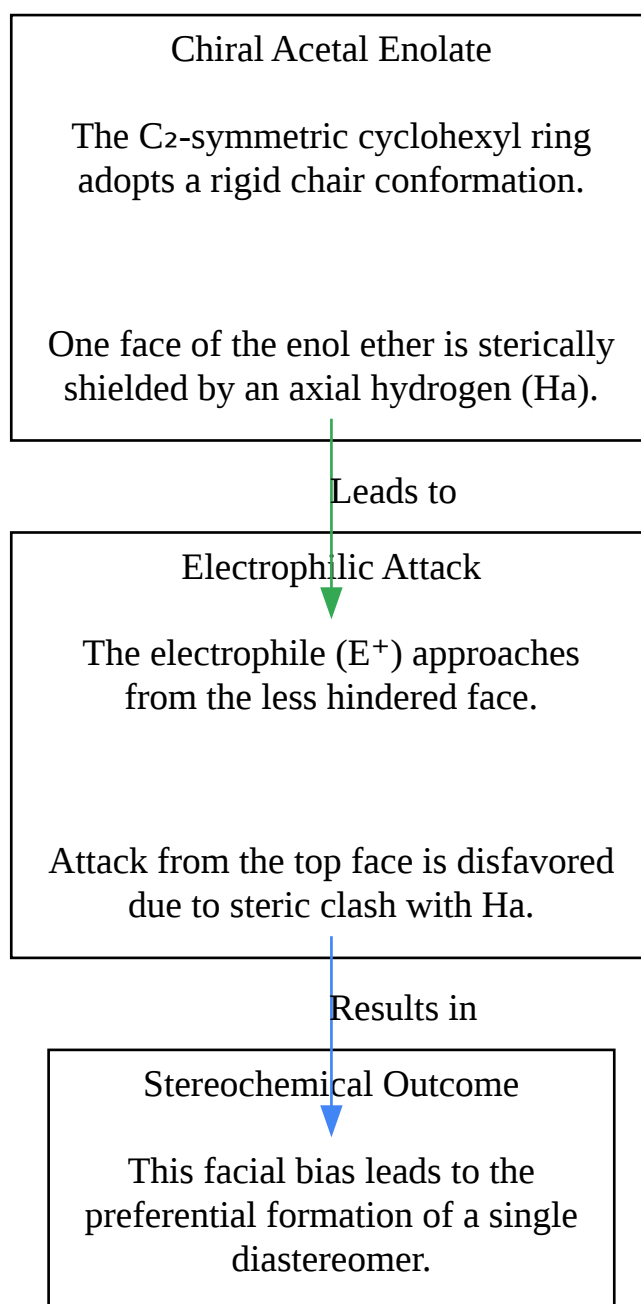 Chiral Acetal Enolate
The C₂-symmetric cyclohexyl ring
adopts a rigid chair conformation.
One face of the enol ether is sterically
shielded by an axial hydrogen (Ha).
Leads to
Electrophilic Attack
The electrophile (E⁺) approaches
from the less hindered face.
Attack from the top face is disfavored
due to steric clash with Ha.
Results in
Stereochemical Outcome
This facial bias leads to the
preferential formation of a single
diastereomer.